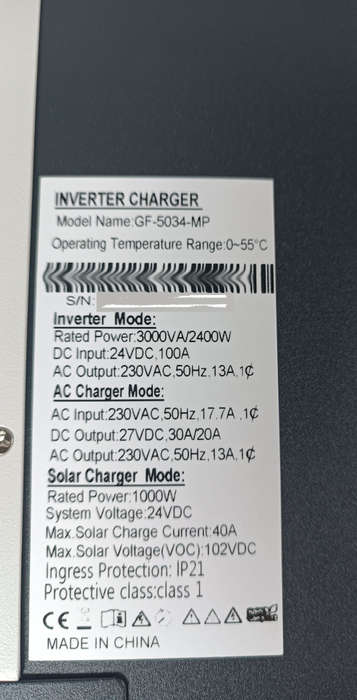 INVERTER CHARGER
Model Name:GF-5034-MP
Operating Temperature Range:0~55°C
S/N:
Inverter Mode:
Rated Power:3000VA/2400W
DC Input:24VDC,100A
AC Output:230VAC,50Hz,13A,1¢
AC Charger Mode:
AC Input:230VAC,50Hz,17.7A ,1¢
DC Output:27VDC,30A/20A
AC Output:230VAC,50Hz,13A,1¢
Solar Charger Mode:
Rated Power:1000W
System Voltage:24VDC
Max.Solar Charge Current:40A
Max.Solar Voltage(VOC):102VDC
Ingress Protection: IP21
Protective class:class 1
CE
MADE IN CHINA